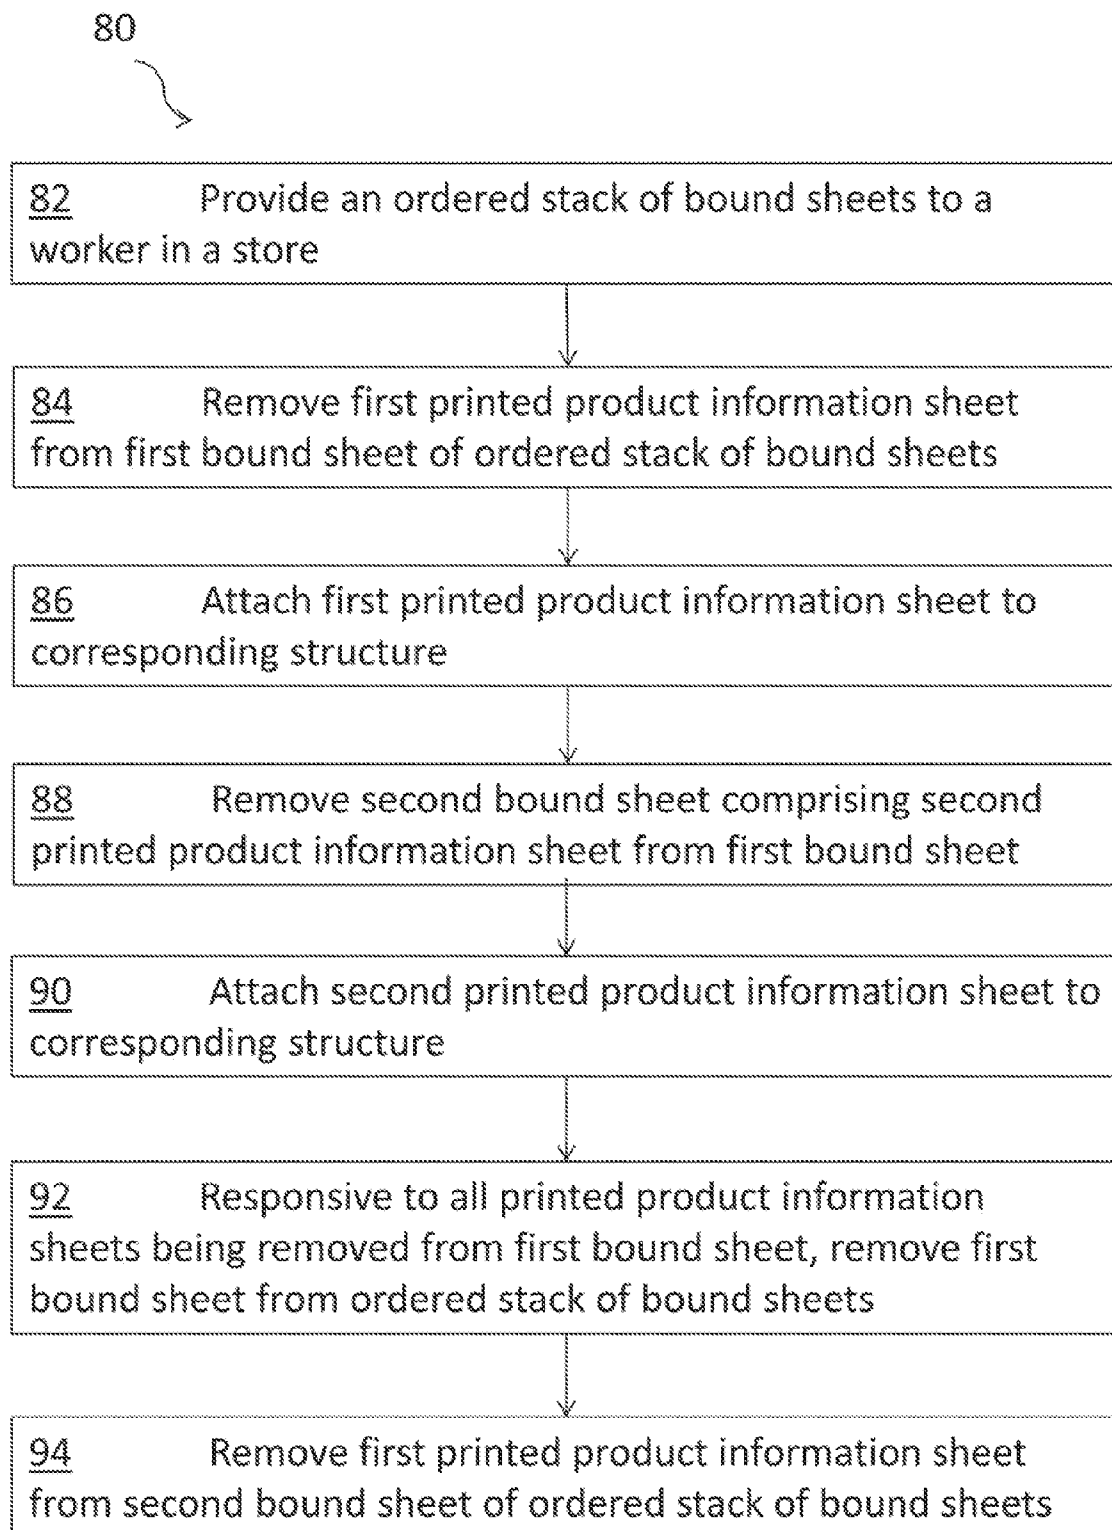 80
82 Provide an ordered stack of bound sheets to a
worker in a store
84 Remove first printed product information sheet
from first bound sheet of ordered stack of bound sheets
86 Attach first printed product information sheet to
corresponding structure
88 Remove second bound sheet comprising second
printed product information sheet from first bound sheet
90 Attach second printed product information sheet to
corresponding structure
92 Responsive to all printed product information
sheets being removed from first bound sheet, remove first
bound sheet from ordered stack of bound sheets
94 Remove first printed product information sheet
from second bound sheet of ordered stack of bound sheets